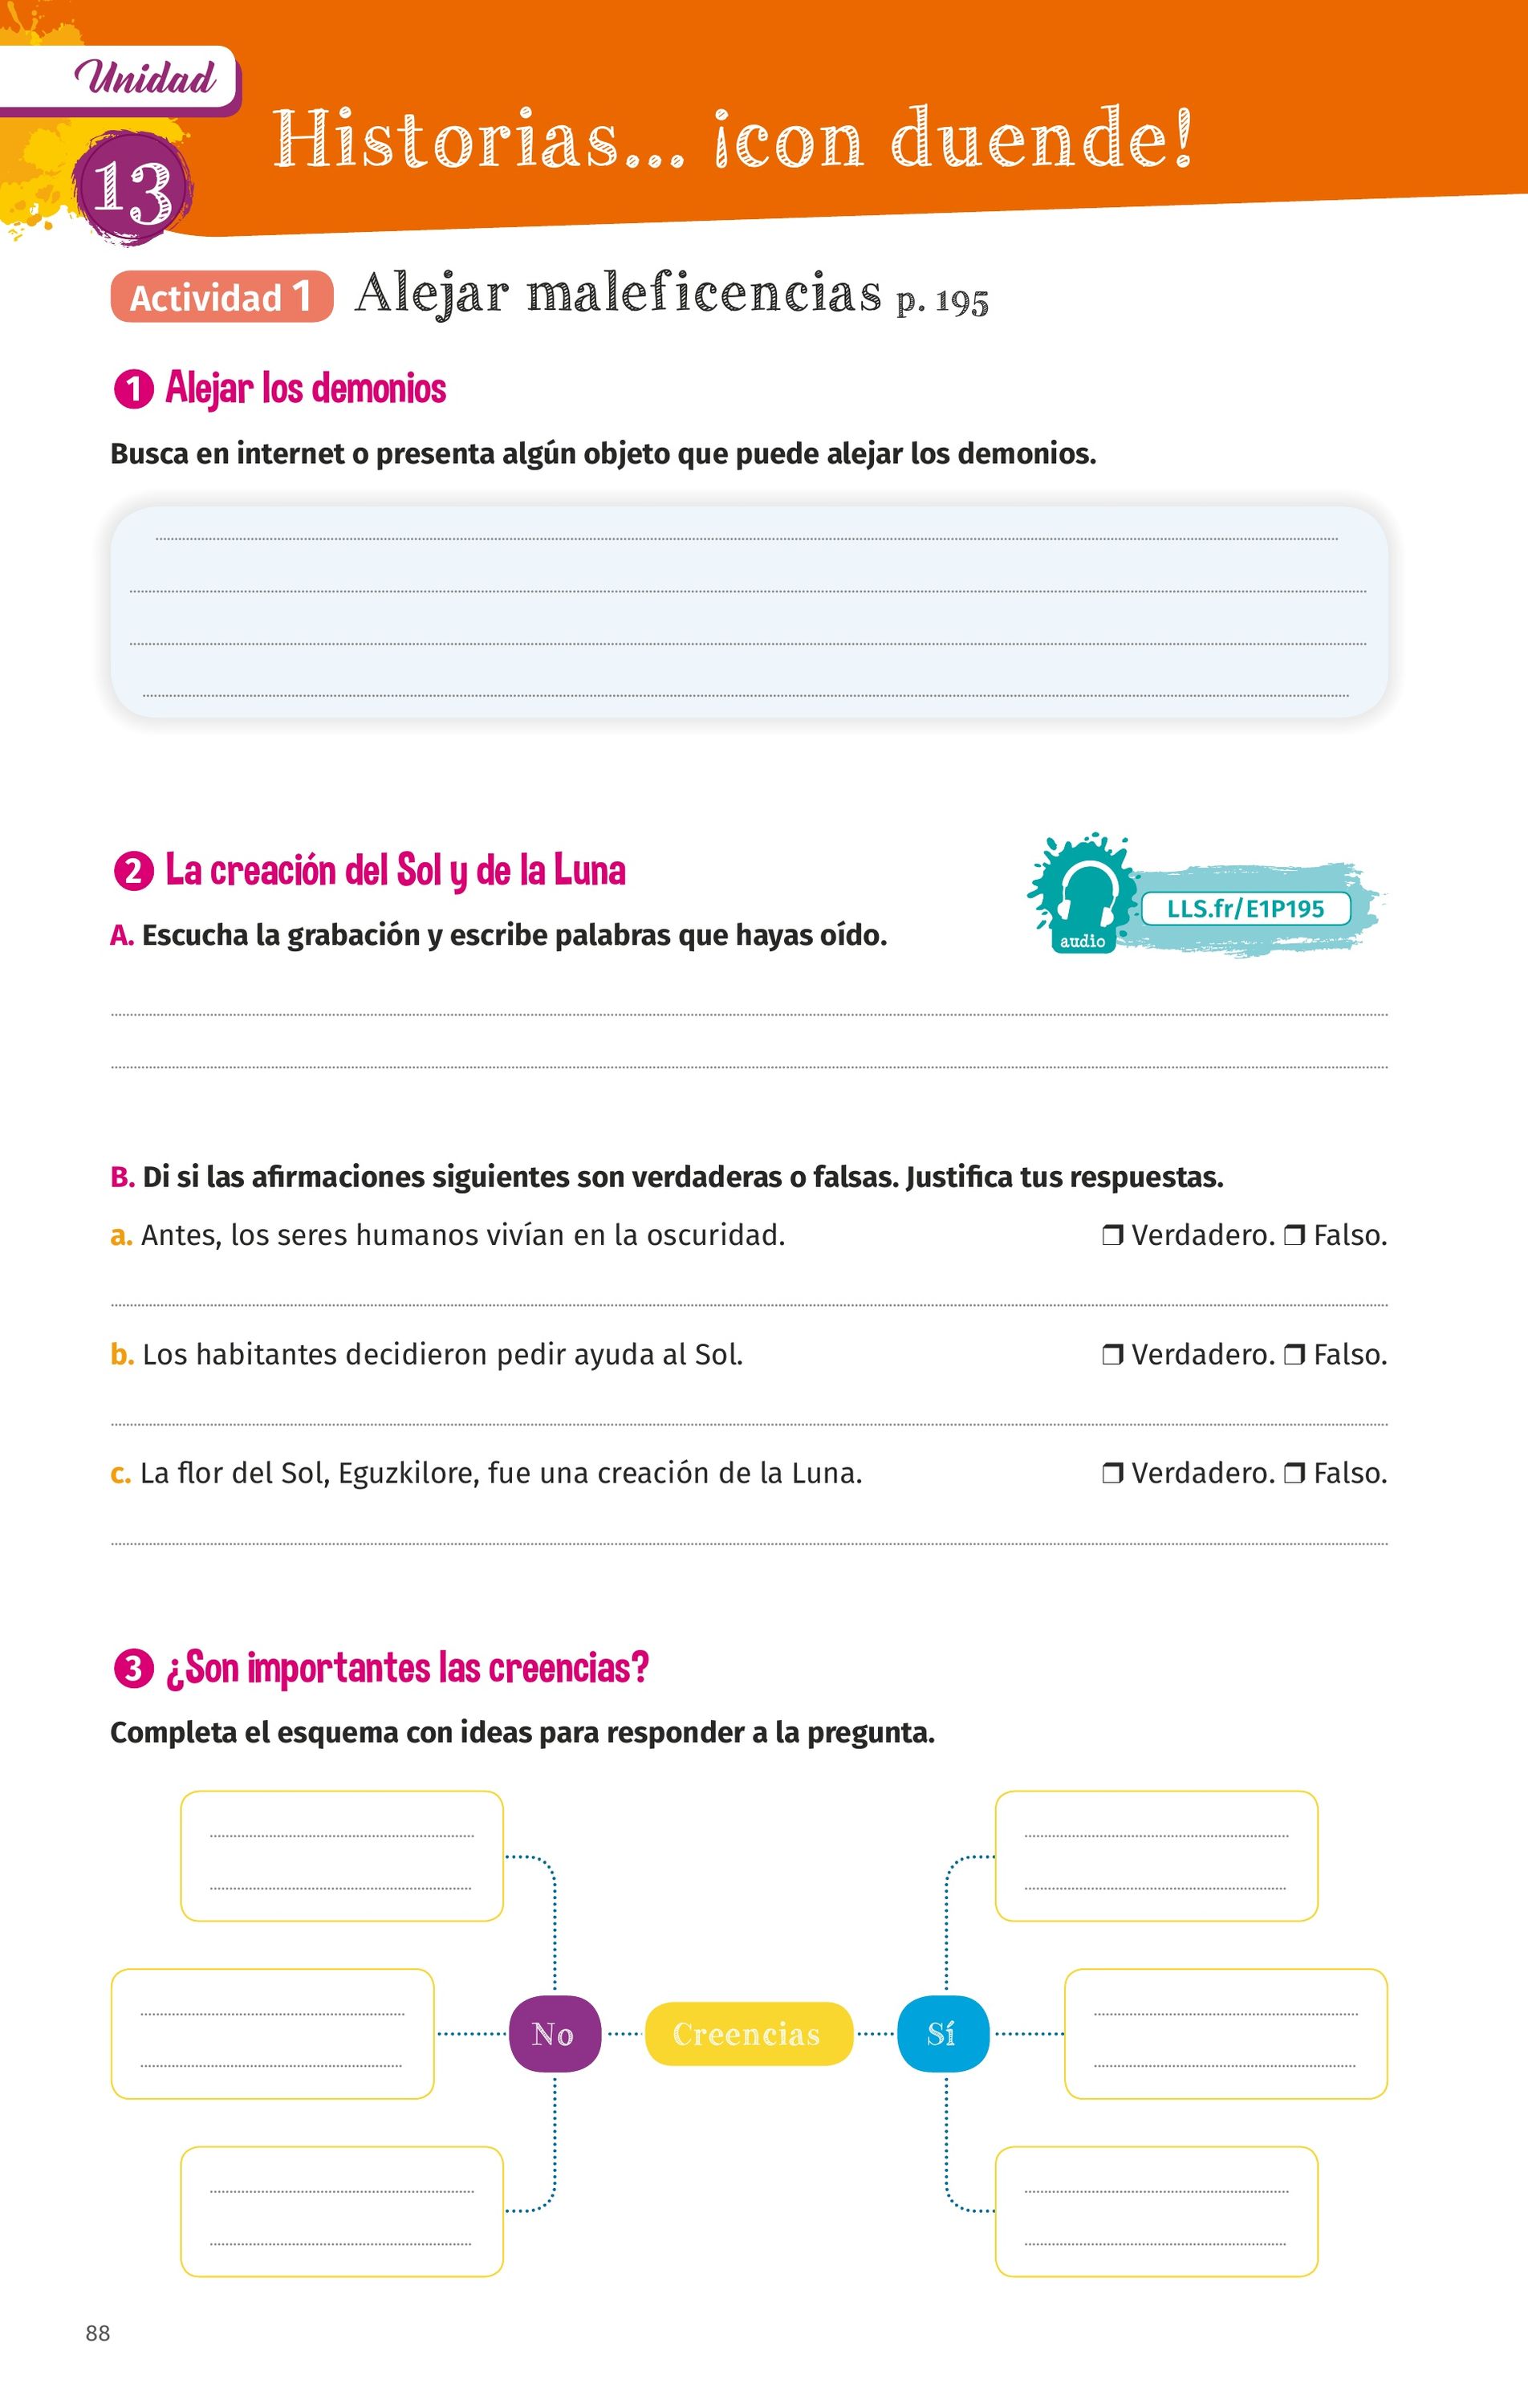 Unidad
13
Historias... ¡con duende!
Actividad 1 Alejar maleficencias p. 195
1 Alejar los demonios
Busca en internet o presenta algún objeto que puede alejar los demonios.
2 La creación del Sol y de la Luna
LLS.fr/E1P195
audio
A. Escucha la grabación y escribe palabras que hayas oído.
B. Di si las afirmaciones siguientes son verdaderas o falsas. Justifica tus respuestas.
a. Antes, los seres humanos vivían en la oscuridad. ❒ Verdadero. ❒ Falso.
b. Los habitantes decidieron pedir ayuda al Sol. ❒ Verdadero. ❒ Falso.
c. La flor del Sol, Eguzkilore, fue una creación de la Luna. ❒ Verdadero. ❒ Falso.
3 ¿Son importantes las creencias?
Completa el esquema con ideas para responder a la pregunta.
No Creencias Sí
88